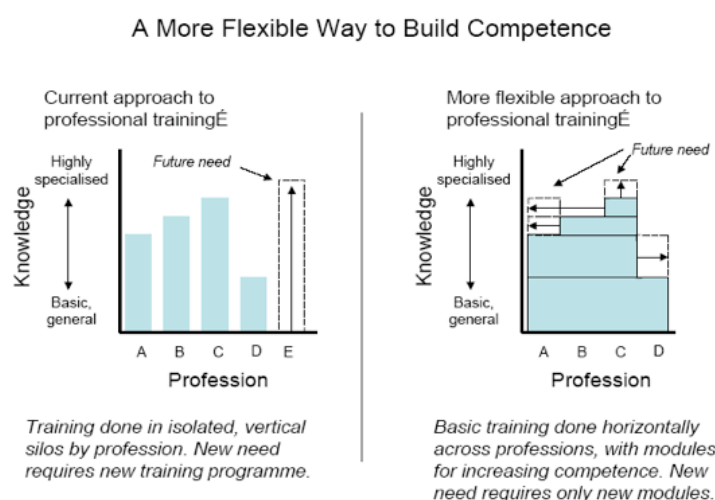 A More Flexible Way to Build Competence
Current approach to
professional trainingÉ
Highly
specialised
Future need
Knowledge
Basic,
general
A B C D E
Profession
Training done in isolated, vertical
silos by profession. New need
requires new training programme.
More flexible approach to
professional trainingÉ
Future need
Highly
specialised
Knowledge
Basic,
general
A B C D
Profession
Basic training done horizontally
across professions, with modules
for increasing competence. New
need requires only new modules.